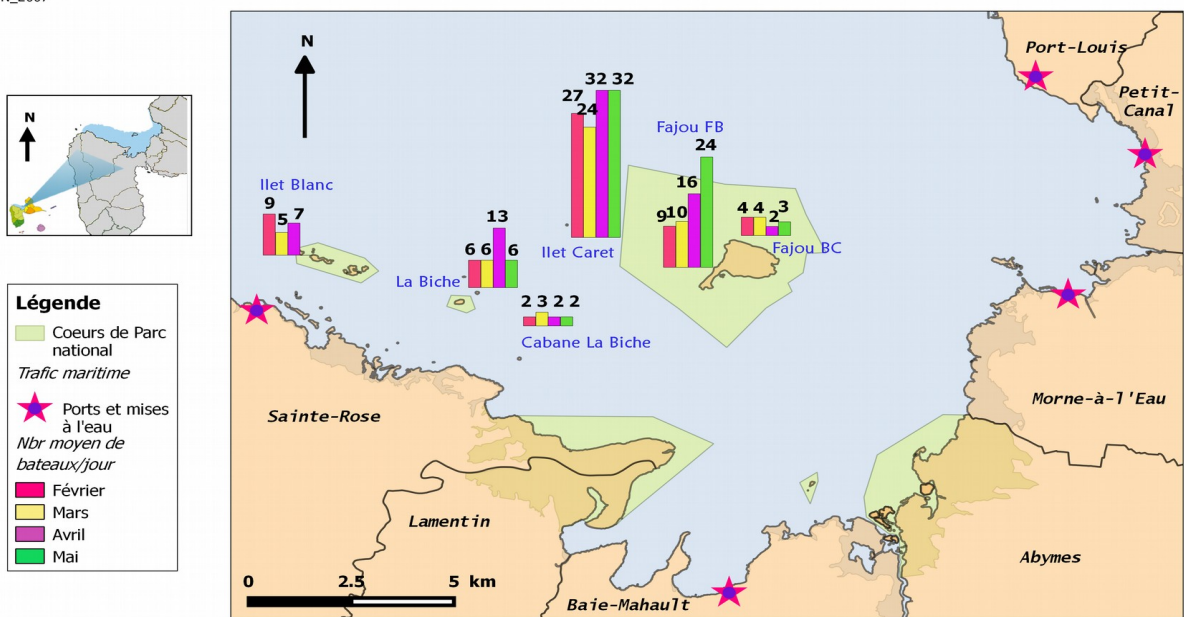 N
Légende
Coeurs de Parc
national
Trafic maritime
Ports et mises
à l'eau
Nbr moyen de
bateaux/jour
Février
Mars
Avril
Mai
N
Port-Louis
Petit-
Canal
Ilet Blanc
9
5
7
La Biche
6
6
13
6
Cabane La Biche
2
3
2
2
Ilet Caret
27
24
32
32
Fajou FB
9
10
16
24
Fajou BC
4
4
2
3
Sainte-Rose
Lamentin
Morne-à-l'Eau
Abymes
Baie-Mahault
0
2.5
5 km